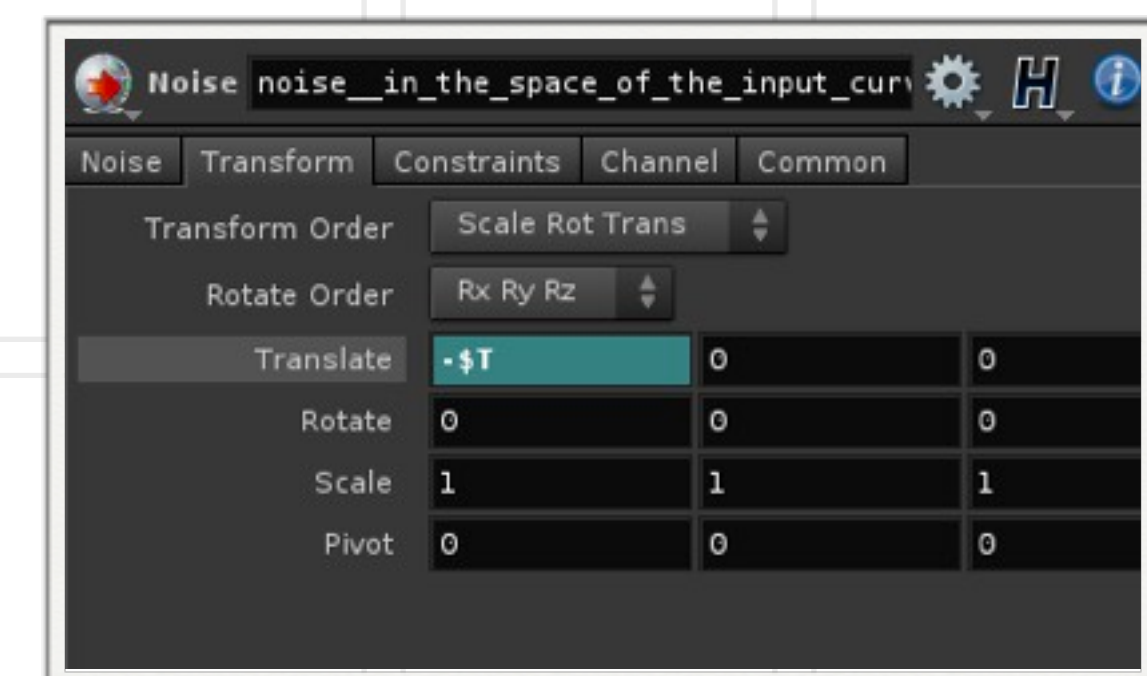 Noise noise__in_the_space_of_the_input_cur
Noise Transform Constraints Channel Common
Transform Order Scale Rot Trans
Rotate Order Rx Ry Rz
Translate -$T 0 0
Rotate 0 0 0
Scale 1 1 1
Pivot 0 0 0